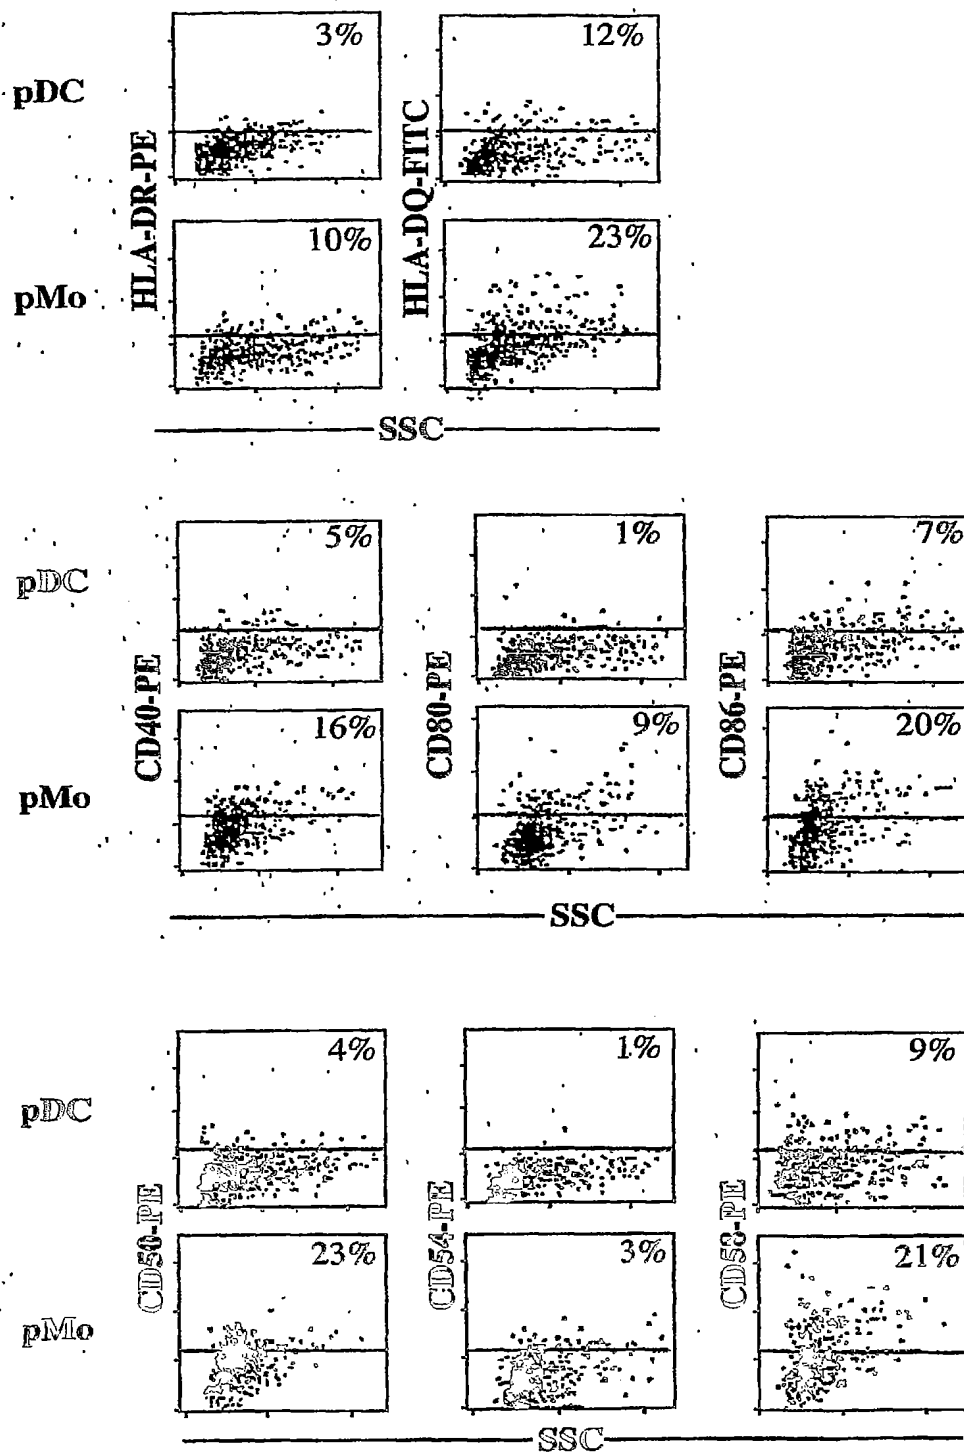 3% 12%
pDC
HLA-DR-PE
HLA-DQ-FITC
10% 23%
pMo
SSC
5% 1% 7%
pDC
CD40-PE
CD80-PE
CD86-PE
16% 9% 20%
pMo
SSC
4% 1% 9%
pDC
CD50-PE
CD54-PE
CD58-PE
23% 3% 21%
pMo
SSC